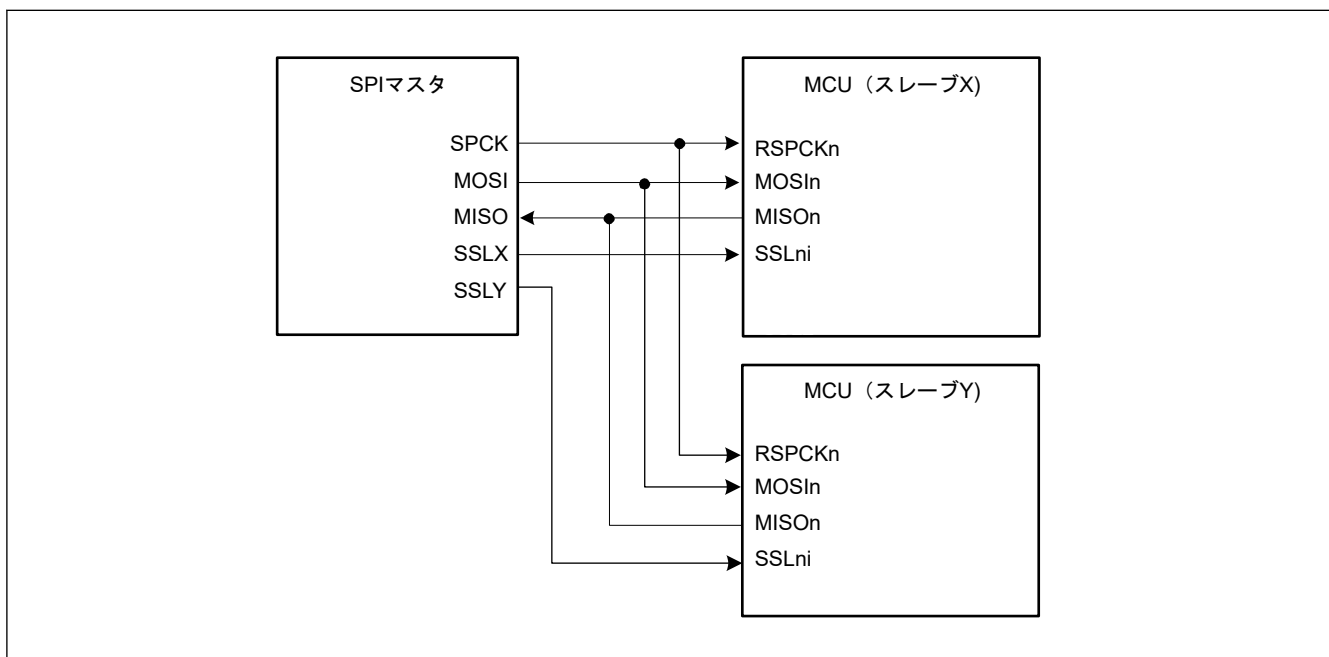 SPIマスタ
SPCK
MOSI
MISO
SSLX
SSLY
MCU（スレーブX)
RSPCKn
MOSIn
MISOn
SSLni
MCU（スレーブY)
RSPCKn
MOSIn
MISOn
SSLni